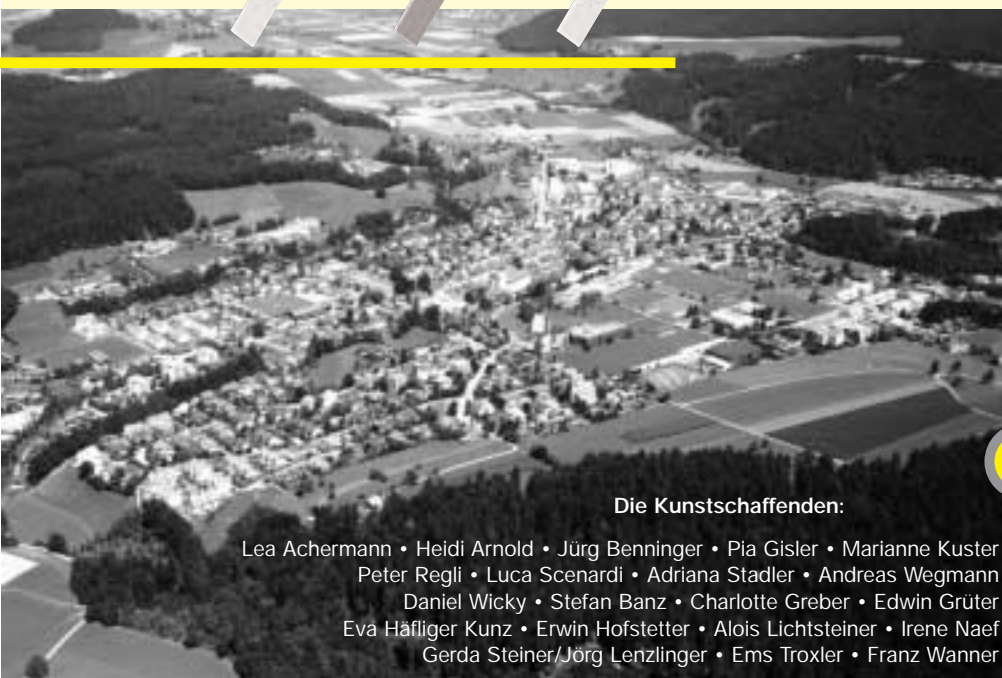 Die Kunstschaffenden:
Lea Achermann • Heidi Arnold • Jürg Benninger • Pia Gisler • Marianne Kuster
Peter Regli • Luca Scenardi • Adriana Stadler • Andreas Wegmann
Daniel Wicky • Stefan Banz • Charlotte Greber • Edwin Grüter
Eva Häfliger Kunz • Erwin Hofstetter • Alois Lichtsteiner • Irene Naef
Gerda Steiner/Jörg Lenzlinger • Ems Troxler • Franz Wanner